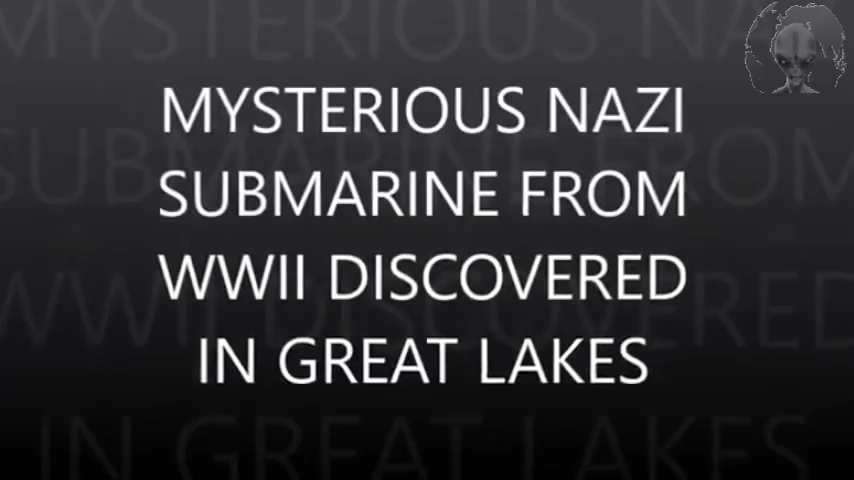 MYSTERIOUS NAZI
SUBMARINE FROM
WWII DISCOVERED
IN GREAT LAKES